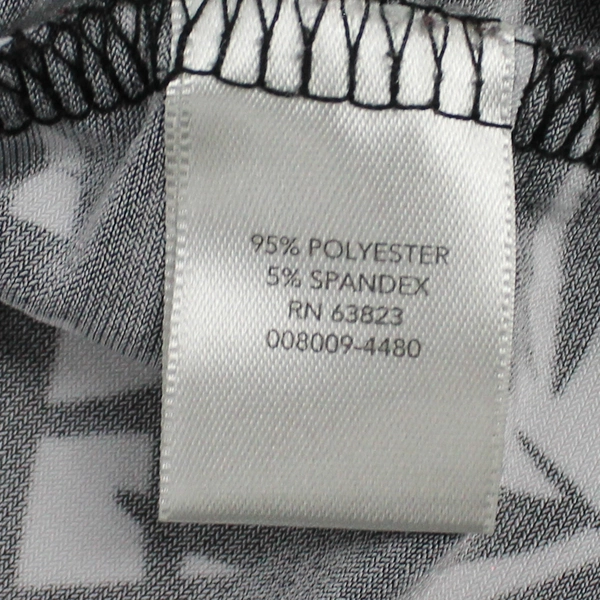 95% POLYESTER
5% SPANDEX
RN 63823
008009-4480